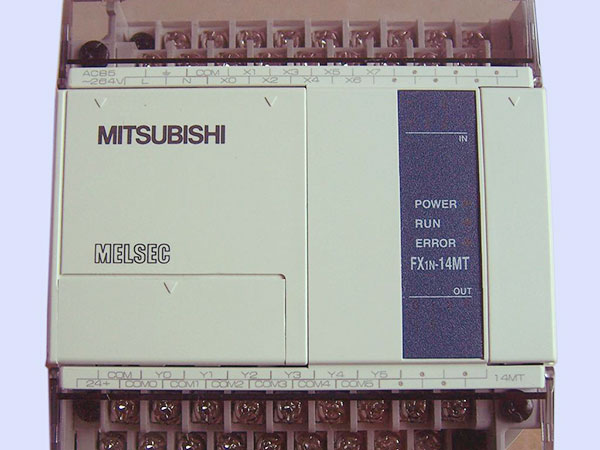 AC85 ⏚ COM X1 X3 X5 X7
~264V L N X0 X2 X4 X6
MITSUBISHI
MELSEC
IN
POWER
RUN
ERROR
FX1N-14MT
OUT
COM Y0 Y1 Y2 Y3 Y4 Y5
24+ COM0 COM1 COM2 COM3 COM4 COM5 14MT